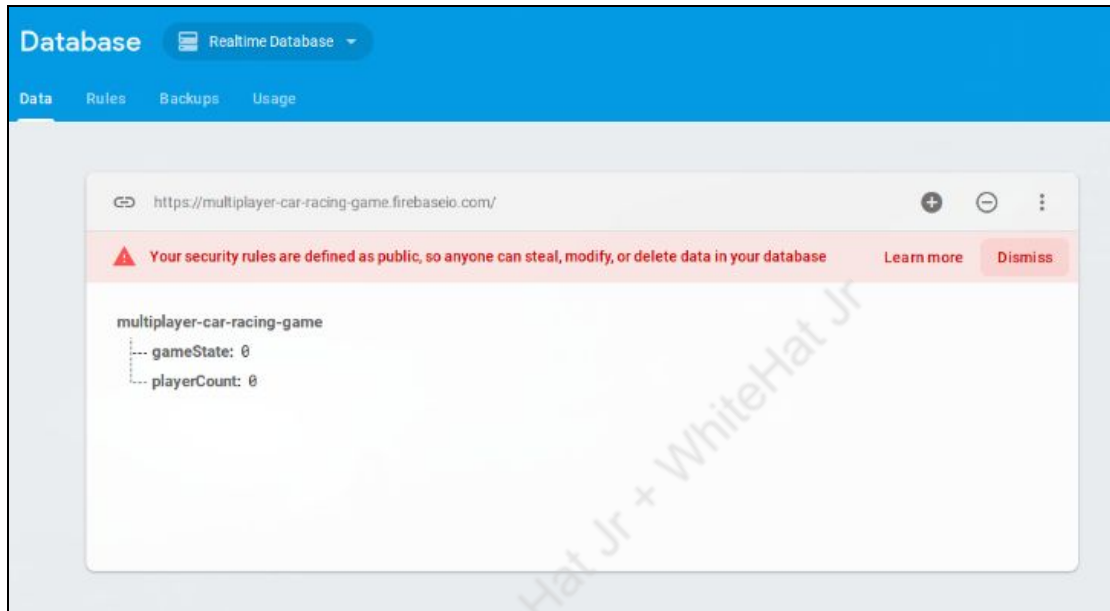 Database Realtime Database
Data Rules Backups Usage
https://multiplayer-car-racing-game.firebaseio.com/
Your security rules are defined as public, so anyone can steal, modify, or delete data in your database Learn more Dismiss
multiplayer-car-racing-game
gameState: 0
playerCount: 0
Hat Jr + WhiteHat Jr